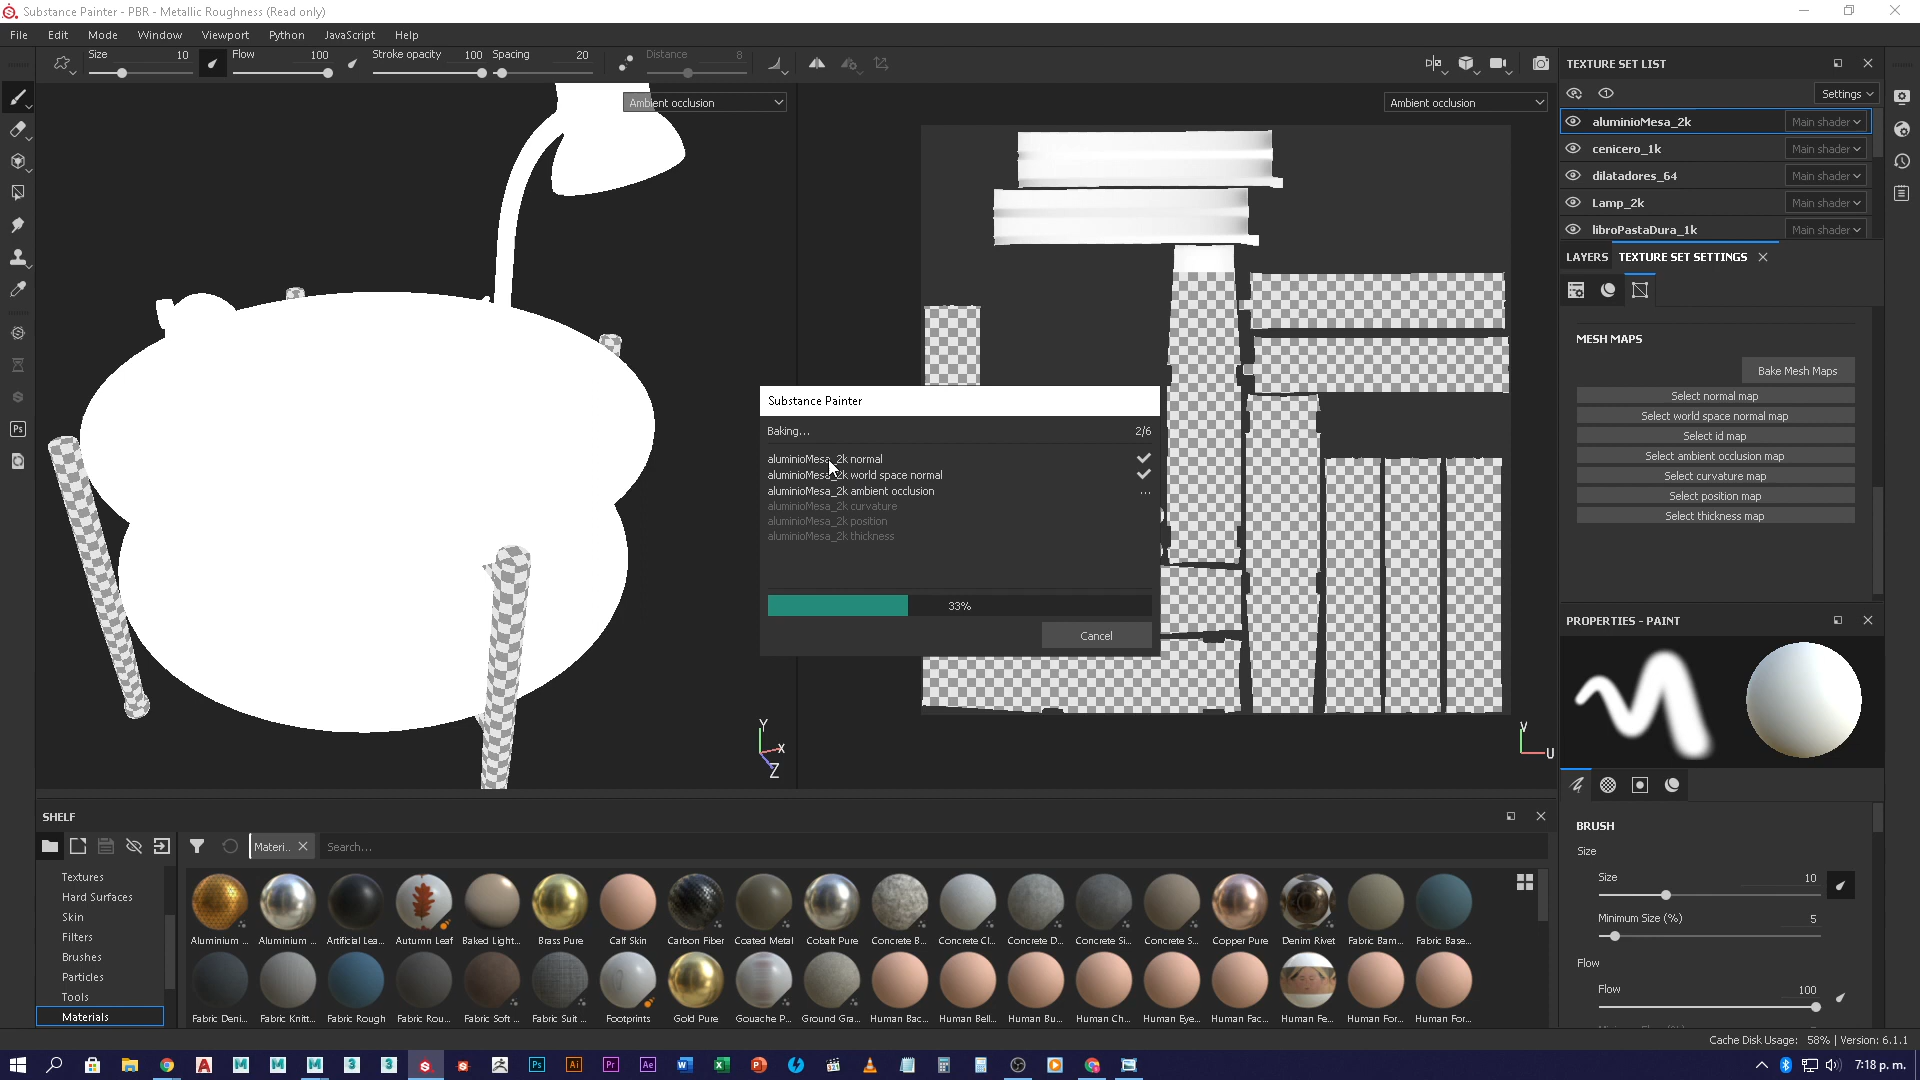 Substance Painter - PBR - Metallic Roughness (Read only)
File Edit Mode Window Viewport Python JavaScript Help
Size 10 Flow 100 Stroke opacity 100 Spacing 20 Distance 8
Ambient occlusion
Ambient occlusion
TEXTURE SET LIST
Settings
aluminioMesa_2k Main shader
cenicero_1k Main shader
dilatadores_64 Main shader
Lamp_2k Main shader
libroPastaDura_1k Main shader
LAYERS TEXTURE SET SETTINGS
MESH MAPS
Bake Mesh Maps
Select normal map
Select world space normal map
Select id map
Select ambient occlusion map
Select curvature map
Select position map
Select thickness map
Substance Painter
Baking... 2/6
aluminioMesa_2k normal
aluminioMesa_2k world space normal
aluminioMesa_2k ambient occlusion ...
aluminioMesa_2k curvature
aluminioMesa_2k position
aluminioMesa_2k thickness
33%
Cancel
Y
X
Z
V
U
PROPERTIES - PAINT
BRUSH
Size
Size 10
Minimum Size (%) 5
Flow
Flow 100
SHELF
Materi... Search...
Textures
Hard Surfaces
Skin
Filters
Brushes
Particles
Tools
Materials
Aluminium ... Aluminium ... Artificial Lea... Autumn Leaf Baked Light... Brass Pure Calf Skin Carbon Fiber Coated Metal Cobalt Pure Concrete B... Concrete Cl... Concrete D... Concrete Si... Concrete S... Copper Pure Denim Rivet Fabric Bam... Fabric Base...
Fabric Deni... Fabric Knitt... Fabric Rough Fabric Rou... Fabric Soft ... Fabric Suit ... Footprints Gold Pure Gouache P... Ground Gra... Human Bac... Human Bell... Human Bu... Human Ch... Human Eye... Human Fac... Human Fe... Human For... Human For...
Cache Disk Usage: 58% | Version: 6.1.1
7:18 p. m.